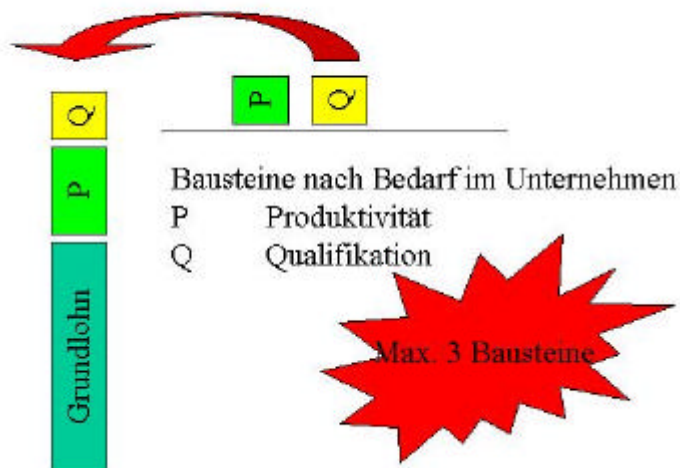 P
Q
Q
P
Grundlohn
Bausteine nach Bedarf im Unternehmen
P Produktivität
Q Qualifikation
Max. 3 Bausteine